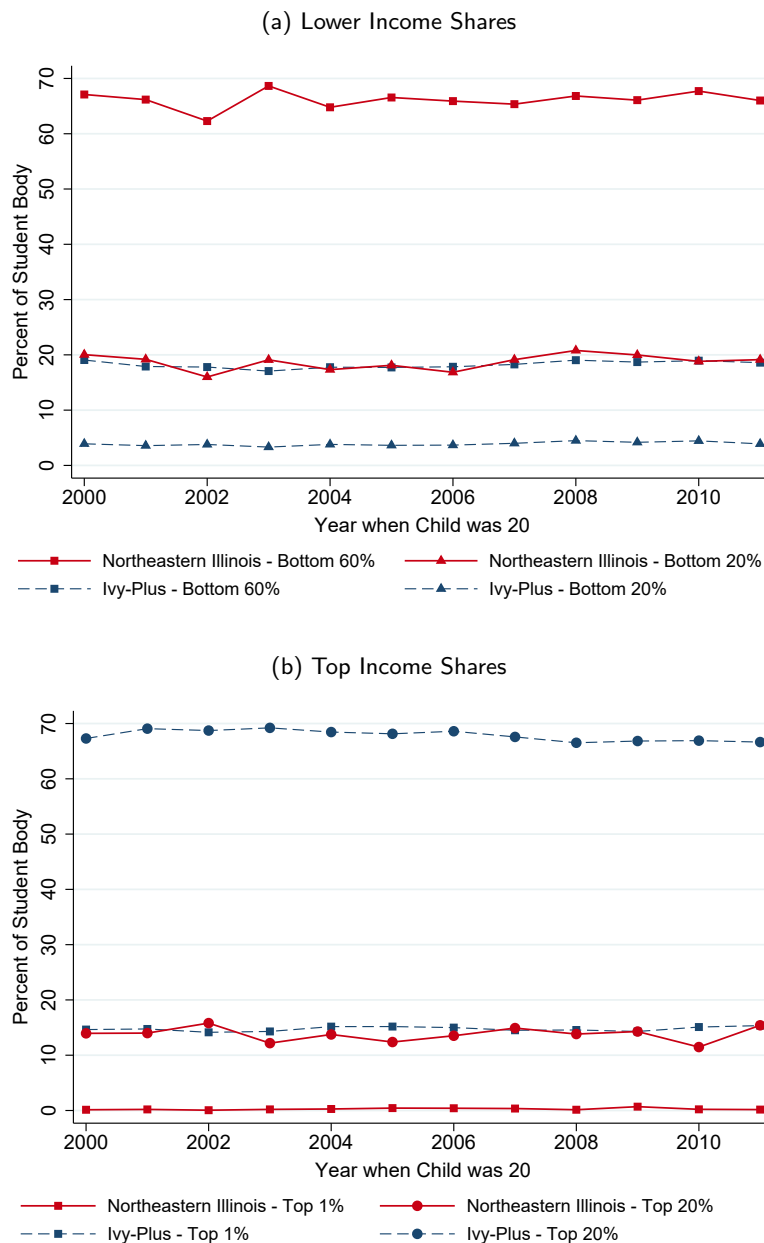 (a) Lower Income Shares
Percent of Student Body
70
60
50
40
30
20
10
0
2000 2002 2004 2006 2008 2010
Year when Child was 20
Northeastern Illinois - Bottom 60% Northeastern Illinois - Bottom 20%
Ivy-Plus - Bottom 60% Ivy-Plus - Bottom 20%
(b) Top Income Shares
Percent of Student Body
70
60
50
40
30
20
10
0
2000 2002 2004 2006 2008 2010
Year when Child was 20
Northeastern Illinois - Top 1% Northeastern Illinois - Top 20%
Ivy-Plus - Top 1% Ivy-Plus - Top 20%